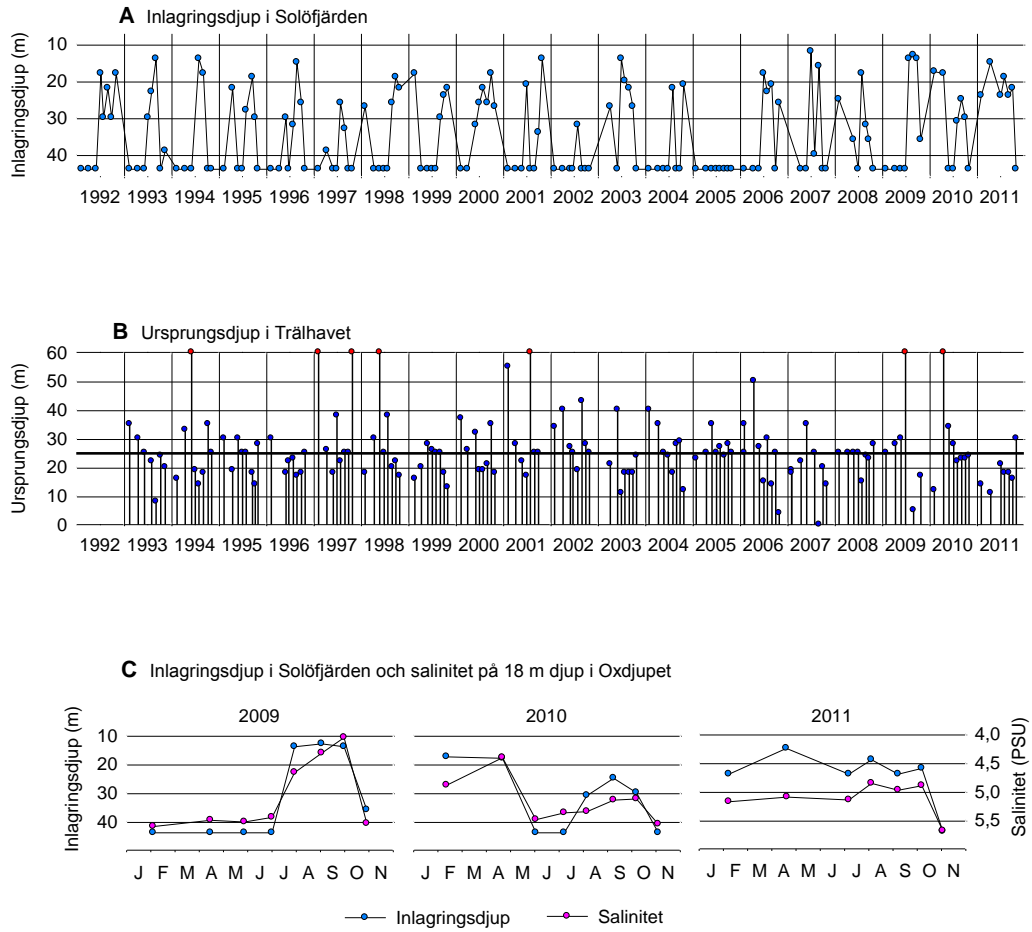 A Inlagringsdjup i Solöfjärden
Inlagringsdjup (m)
10
20
30
40
1992 1993 1994 1995 1996 1997 1998 1999 2000 2001 2002 2003 2004 2005 2006 2007 2008 2009 2010 2011
B Ursprungsdjup i Trälhavet
Ursprungsdjup (m)
60
50
40
30
20
10
0
1992 1993 1994 1995 1996 1997 1998 1999 2000 2001 2002 2003 2004 2005 2006 2007 2008 2009 2010 2011
C Inlagringsdjup i Solöfjärden och salinitet på 18 m djup i Oxdjupet
2009 2010 2011
Inlagringsdjup (m)
10
20
30
40
4,0
4,5
5,0
5,5
Salinitet (PSU)
J F M A M J J A S O N J F M A M J J A S O N J F M A M J J A S O N
Inlagringsdjup Salinitet